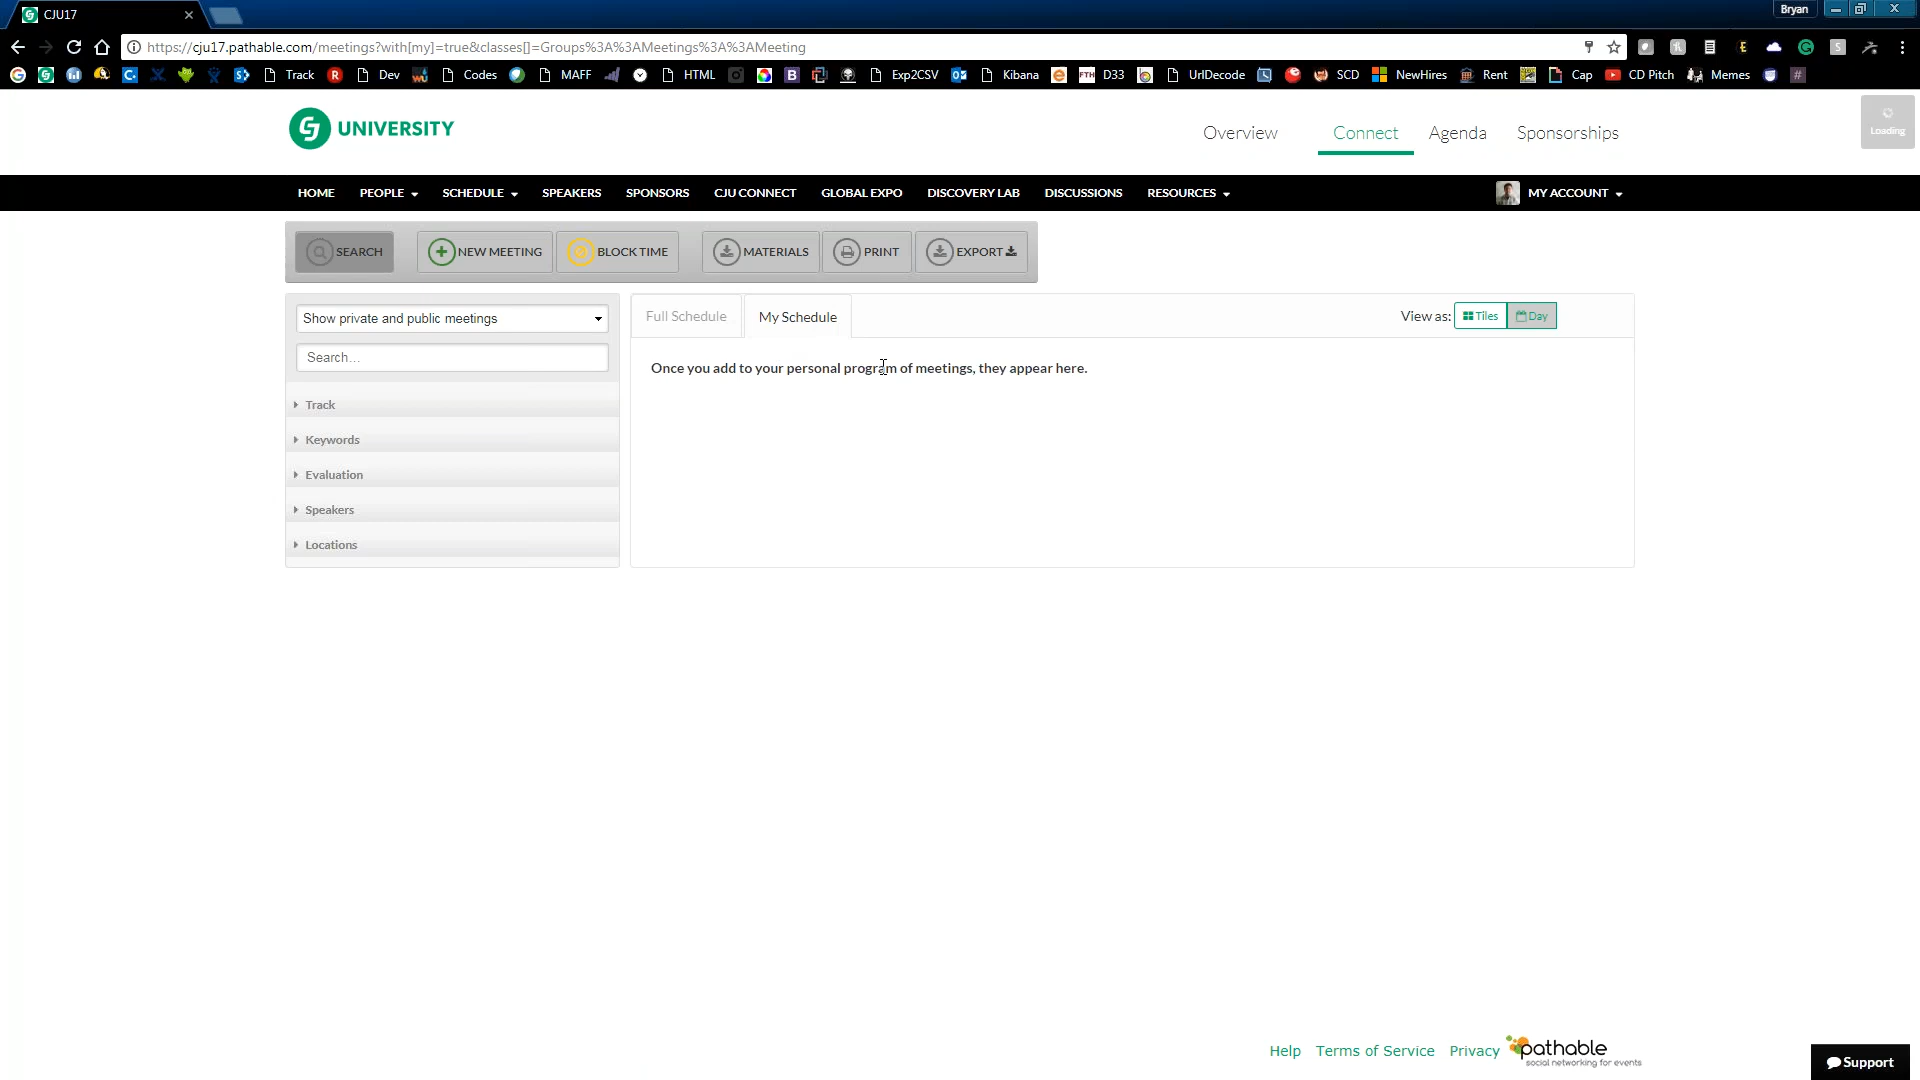 CJU17
Bryan
https://cju17.pathable.com/meetings?with[my]=true&classes[]=Groups%3A%3AMeetings%3A%3AMeeting
Track Dev Codes MAFF HTML Exp2CSV Kibana FTH D33 UrlDecode SCD NewHires Rent Cap CD Pitch Memes
UNIVERSITY
Overview Connect Agenda Sponsorships
Loading
HOME PEOPLE SCHEDULE SPEAKERS SPONSORS CJU CONNECT GLOBAL EXPO DISCOVERY LAB DISCUSSIONS RESOURCES MY ACCOUNT
SEARCH NEW MEETING BLOCK TIME MATERIALS PRINT EXPORT
Show private and public meetings
Full Schedule My Schedule
View as: Tiles Day
Search...
Once you add to your personal program of meetings, they appear here.
Track
Keywords
Evaluation
Speakers
Locations
Help Terms of Service Privacy pathable
social networking for events
Support